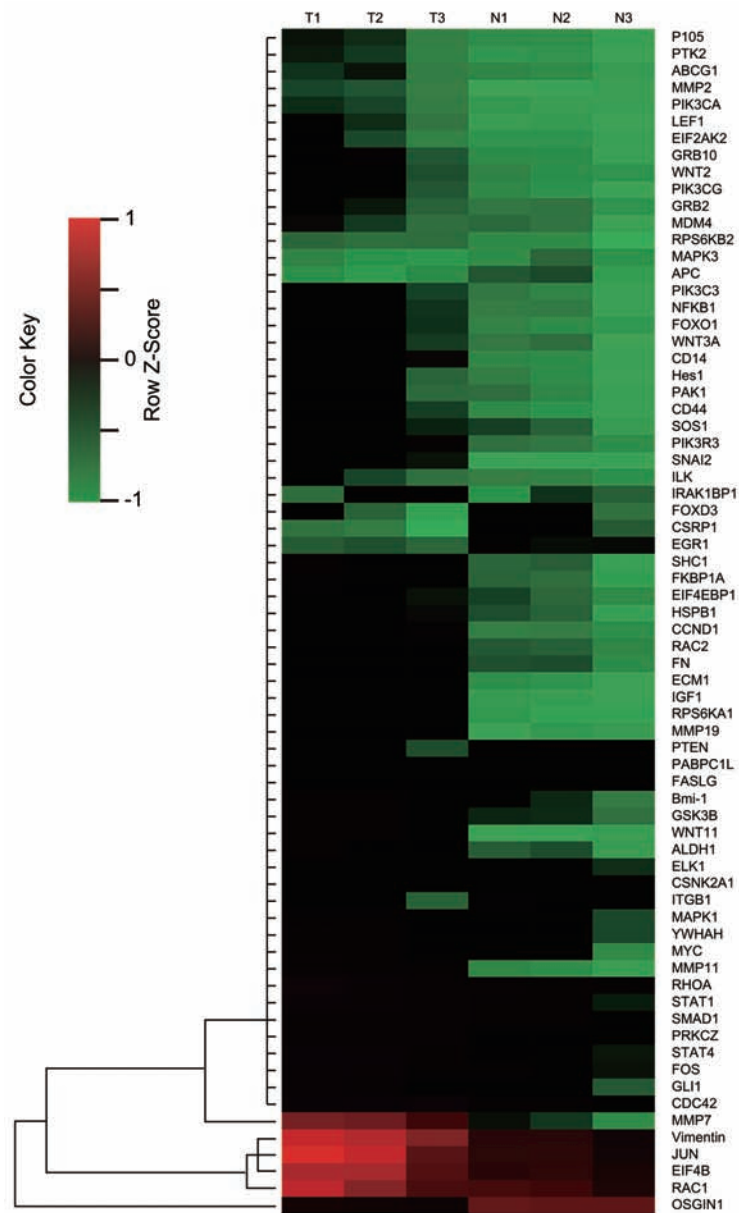 T1 T2 T3 N1 N2 N3
P105
PTK2
ABCG1
MMP2
PIK3CA
LEF1
EIF2AK2
GRB10
WNT2
PIK3CG
GRB2
MDM4
RPS6KB2
MAPK3
APC
PIK3C3
NFKB1
FOXO1
WNT3A
CD14
Hes1
PAK1
CD44
SOS1
PIK3R3
SNAI2
ILK
IRAK1BP1
FOXD3
CSRP1
EGR1
SHC1
FKBP1A
EIF4EBP1
HSPB1
CCND1
RAC2
FN
ECM1
IGF1
RPS6KA1
MMP19
PTEN
PABPC1L
FASLG
Bmi-1
GSK3B
WNT11
ALDH1
ELK1
CSNK2A1
ITGB1
MAPK1
YWHAH
MYC
MMP11
RHOA
STAT1
SMAD1
PRKCZ
STAT4
FOS
GLI1
CDC42
MMP7
Vimentin
JUN
EIF4B
RAC1
OSGIN1
Color Key
1
0
-1
Row Z-Score